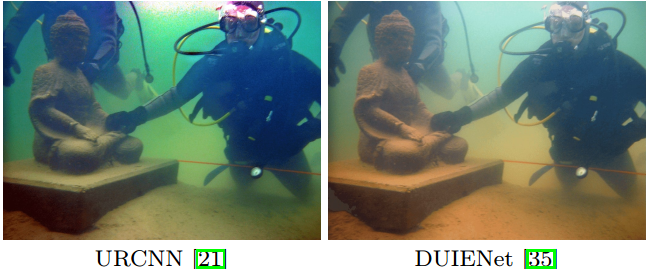 URCNN [21]
DUIENet [35]